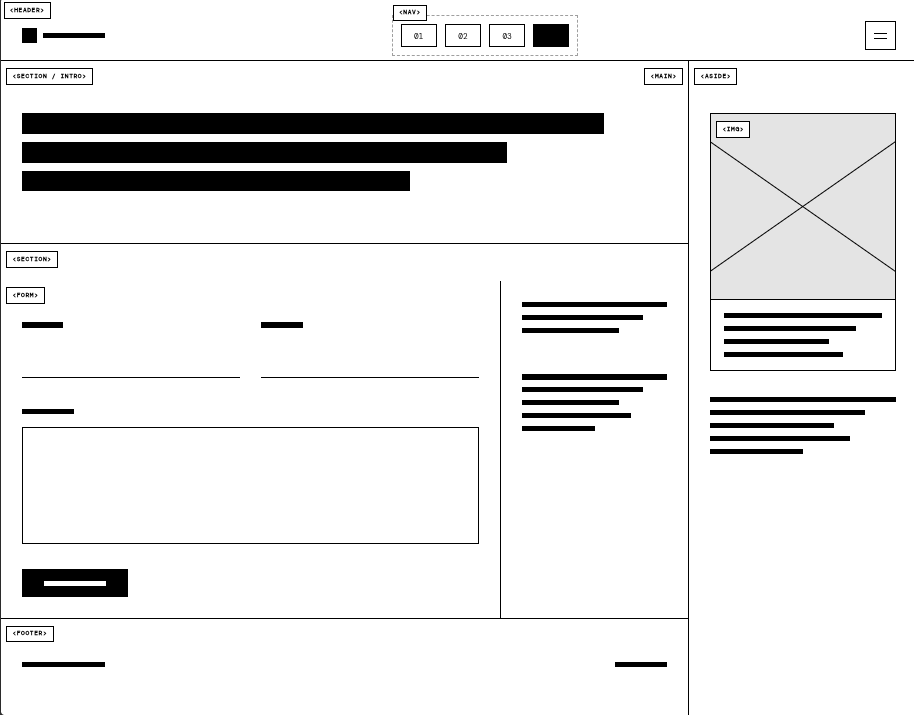 <HEADER>
<NAV>
01 02 03
<SECTION / INTRO>
<MAIN>
<ASIDE>
<IMG>
<SECTION>
<FORM>
<FOOTER>